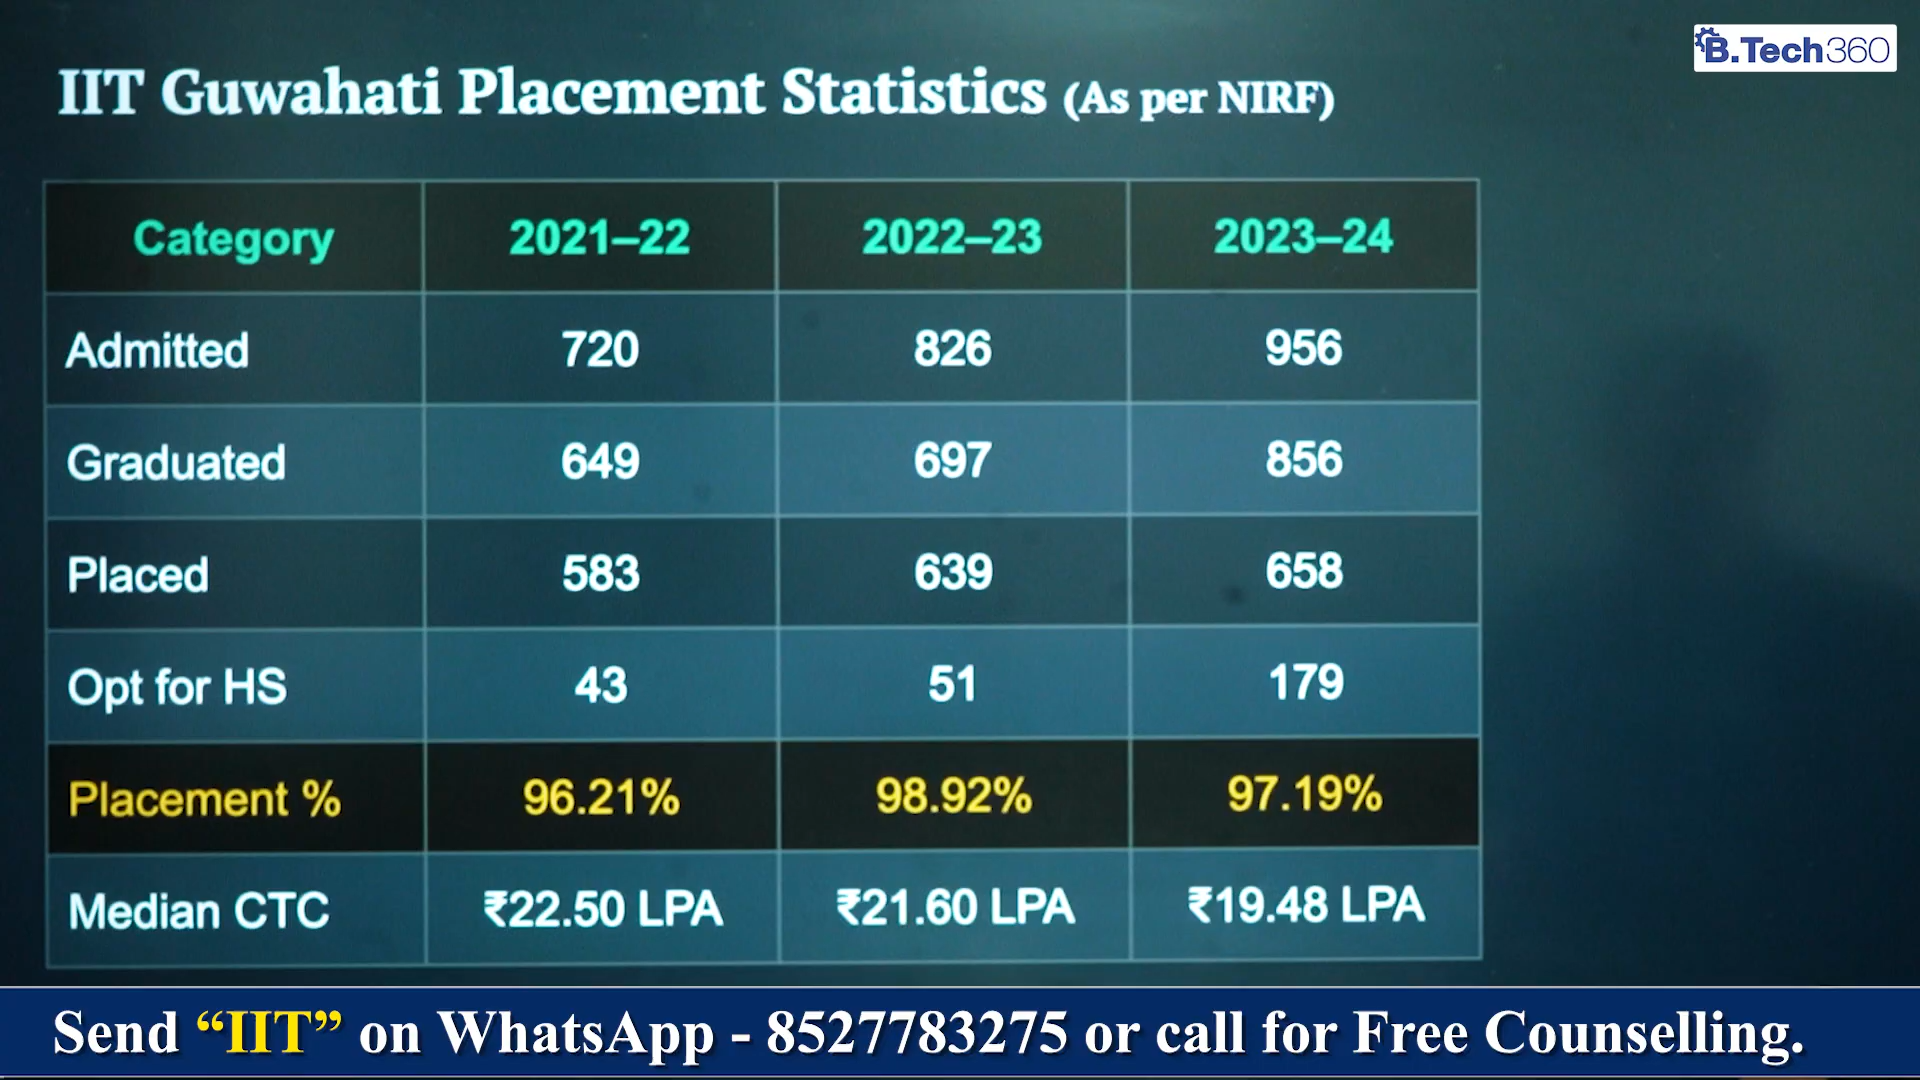 B.Tech360
IIT Guwahati Placement Statistics (As per NIRF)
Category 2021–22 2022–23 2023–24
Admitted 720 826 956
Graduated 649 697 856
Placed 583 639 658
Opt for HS 43 51 179
Placement % 96.21% 98.92% 97.19%
Median CTC ₹22.50 LPA ₹21.60 LPA ₹19.48 LPA
Send “IIT” on WhatsApp - 8527783275 or call for Free Counselling.